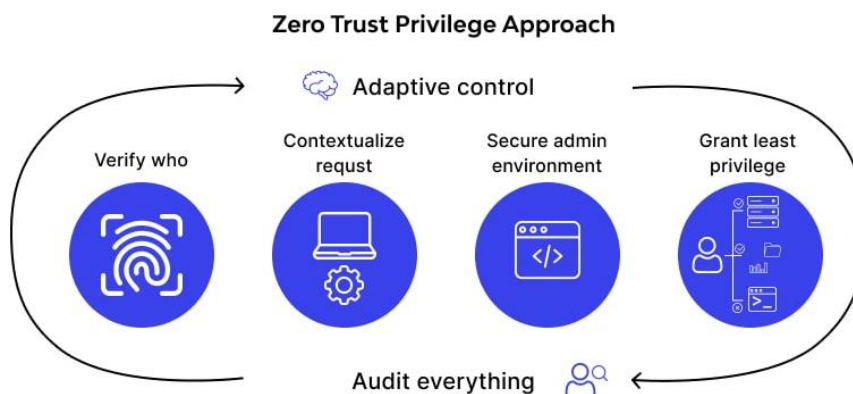 Zero Trust Privilege Approach
Adaptive control
Verify who
Contextualize
requst
Secure admin
environment
Grant least
privilege
</>
>_
Audit everything